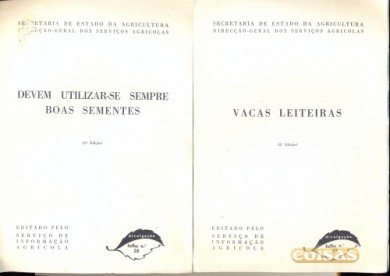 SECRETARIA DE ESTADO DA AGRICULTURA
DIRECÇÃO-GERAL DOS SERVIÇOS AGRÍCOLAS
DEVEM UTILIZAR-SE SEMPRE
BOAS SEMENTES
EDITADO PELO
SERVIÇO DE
INFORMAÇÃO
AGRÍCOLA
divulgação
folha n.º
SECRETARIA DE ESTADO DA AGRICULTURA
DIRECÇÃO-GERAL DOS SERVIÇOS AGRÍCOLAS
VACAS LEITEIRAS
EDITADO PELO
SERVIÇO DE
INFORMAÇÃO
AGRÍCOLA
divulgação
folha n.º
coisas